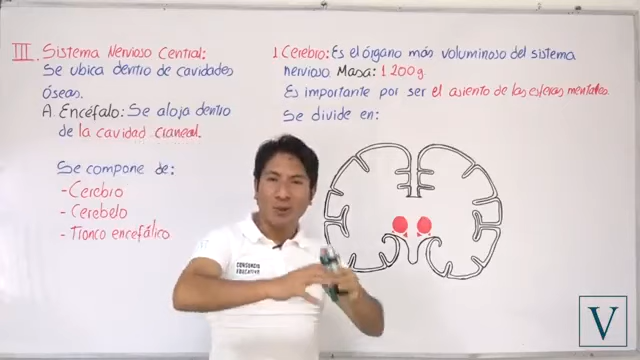 III. Sistema Nervioso Central:
Se ubica dentro de cavidades
óseas.
A. Encéfalo: Se aloja dentro
de la cavidad craneal.
Se compone de:
- Cerebro
- Cerebelo
- Tronco encefálico
1 Cerebro: Es el órgano más voluminoso del sistema
nervioso Masa: 1 200g.
Es importante por ser el asiento de las esferas mentales.
Se divide en:
CONSORCIO
EDUCATIVO
V